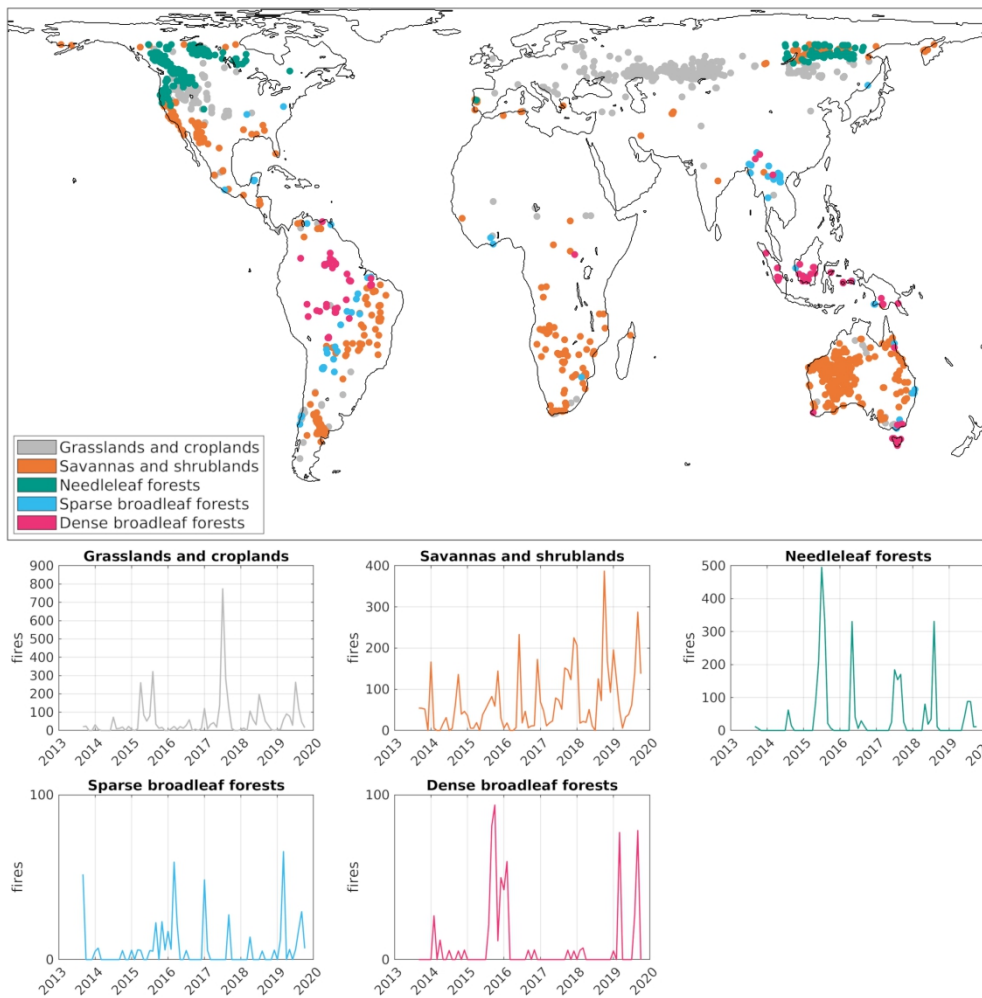 Grasslands and croplands
Savannas and shrublands
Needleleaf forests
Sparse broadleaf forests
Dense broadleaf forests
Grasslands and croplands
900
800
700
600
500
400
300
200
100
0
fires
2013 2014 2015 2016 2017 2018 2019 2020
Savannas and shrublands
400
300
200
100
0
fires
2013 2014 2015 2016 2017 2018 2019 2020
Needleleaf forests
500
400
300
200
100
0
fires
2013 2014 2015 2016 2017 2018 2019 2020
Sparse broadleaf forests
100
0
fires
2013 2014 2015 2016 2017 2018 2019 2020
Dense broadleaf forests
100
0
fires
2013 2014 2015 2016 2017 2018 2019 2020